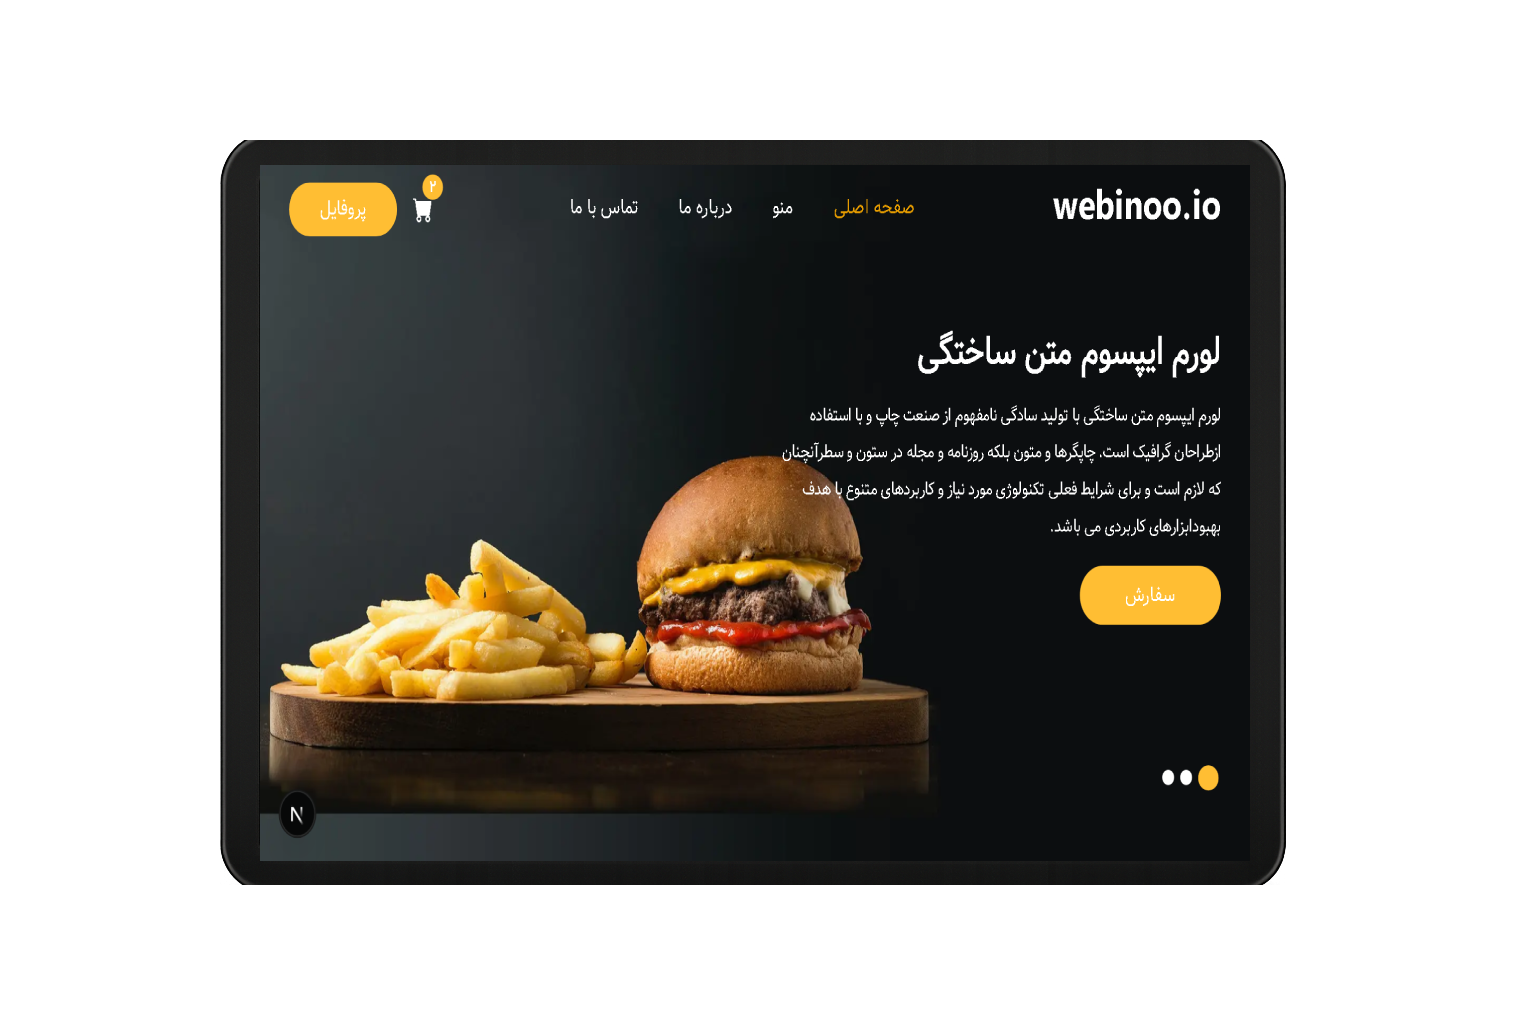 webinoo.io
صفحه اصلی
منو
درباره ما
تماس با ما
۲
پروفایل
لورم ایپسوم متن ساختگی
لورم ایپسوم متن ساختگی با تولید سادگی نامفهوم از صنعت چاپ و با استفاده
ازطراحان گرافیک است. چاپگرها و متون بلکه روزنامه و مجله در ستون و سطرآنچنان
که لازم است و برای شرایط فعلی تکنولوژی مورد نیاز و کاربردهای متنوع با هدف
بهبودابزارهای کاربردی می باشد.
سفارش
N